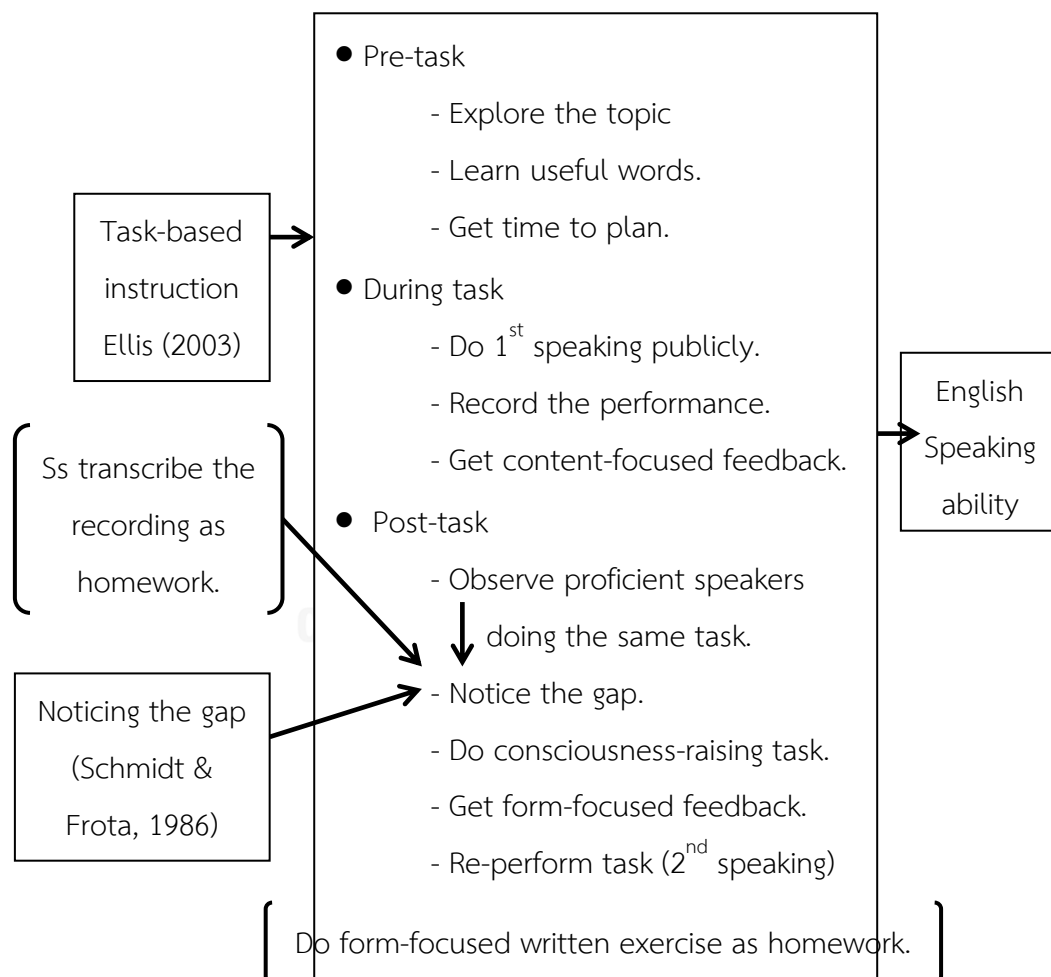 ● Pre-task
- Explore the topic
- Learn useful words.
- Get time to plan.
Task-based
instruction
Ellis (2003)
● During task
- Do 1st speaking publicly.
- Record the performance.
- Get content-focused feedback.
English
Speaking
ability
Ss transcribe the
recording as
homework.
● Post-task
- Observe proficient speakers
doing the same task.
- Notice the gap.
- Do consciousness-raising task.
- Get form-focused feedback.
- Re-perform task (2nd speaking)
Noticing the gap
(Schmidt &
Frota, 1986)
Do form-focused written exercise as homework.